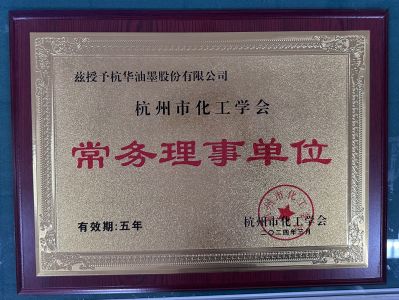 兹授予杭华油墨股份有限公司
杭州市化工学会
常务理事单位
有效期:五年
杭州市化工学会
二〇二四年三月